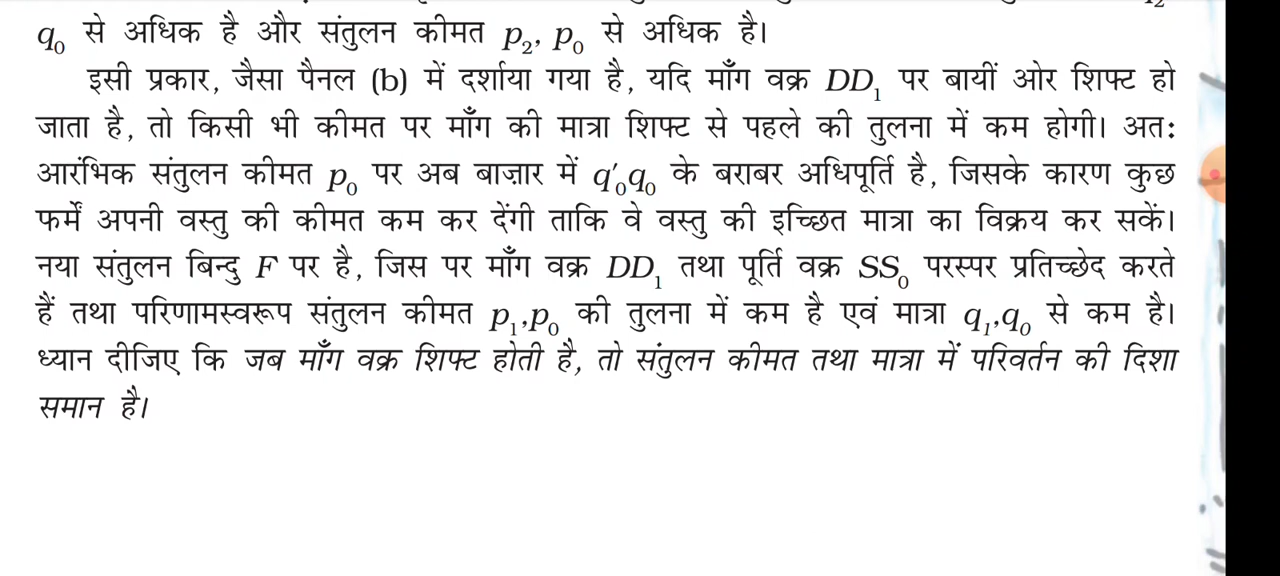 q₀ से अधिक है और संतुलन कीमत p₂, p₀ से अधिक है।
इसी प्रकार, जैसा पैनल (b) में दर्शाया गया है, यदि माँग वक्र DD₁ पर बायीं ओर शिफ्ट हो
जाता है, तो किसी भी कीमत पर माँग की मात्रा शिफ्ट से पहले की तुलना में कम होगी। अत:
आरंभिक संतुलन कीमत p₀ पर अब बाज़ार में q′₀q₀ के बराबर अधिपूर्ति है, जिसके कारण कुछ
फर्में अपनी वस्तु की कीमत कम कर देंगी ताकि वे वस्तु की इच्छित मात्रा का विक्रय कर सकें।
नया संतुलन बिन्दु F पर है, जिस पर माँग वक्र DD₁ तथा पूर्ति वक्र SS₀ परस्पर प्रतिच्छेद करते
हैं तथा परिणामस्वरूप संतुलन कीमत p₁,p₀ की तुलना में कम है एवं मात्रा q₁,q₀ से कम है।
ध्यान दीजिए कि जब माँग वक्र शिफ्ट होती है, तो संतुलन कीमत तथा मात्रा में परिवर्तन की दिशा
समान है।